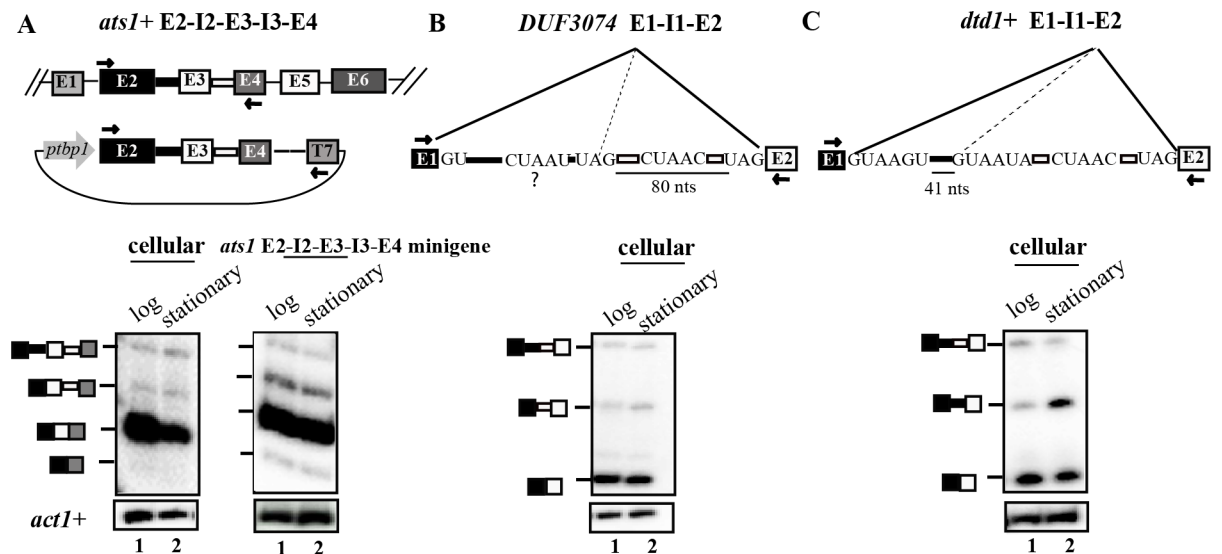 A
ats1+ E2-I2-E3-I3-E4
E1 E2 E3 E4 E5 E6
ptbp1 E2 E3 E4 T7
cellular
ats1 E2-I2-E3-I3-E4 minigene
log stationary
log stationary
act1+
1 2
1 2
B
DUF3074 E1-I1-E2
E1 GU CUAAU UAG CUAAC UAG E2
?
80 nts
cellular
log stationary
1 2
C
dtd1+ E1-I1-E2
E1 GUAAGU GUAAUA CUAAC UAG E2
41 nts
cellular
log stationary
1 2